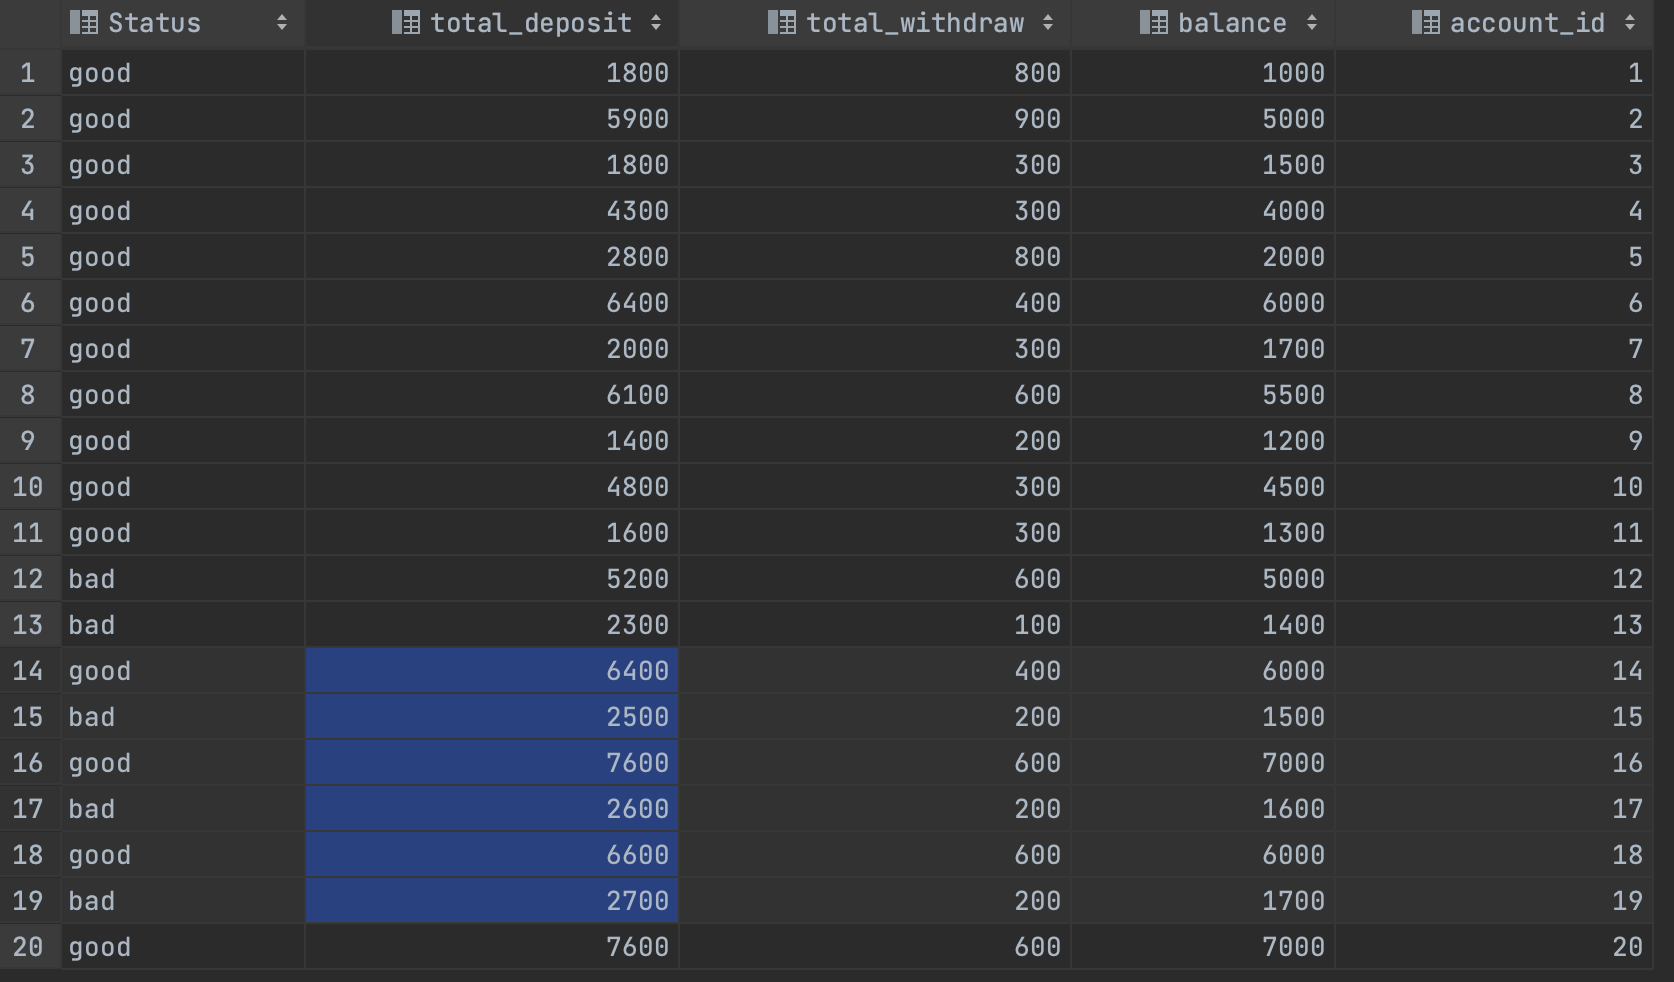 Status total_deposit total_withdraw balance account_id
1 good 1800 800 1000 1
2 good 5900 900 5000 2
3 good 1800 300 1500 3
4 good 4300 300 4000 4
5 good 2800 800 2000 5
6 good 6400 400 6000 6
7 good 2000 300 1700 7
8 good 6100 600 5500 8
9 good 1400 200 1200 9
10 good 4800 300 4500 10
11 good 1600 300 1300 11
12 bad 5200 600 5000 12
13 bad 2300 100 1400 13
14 good 6400 400 6000 14
15 bad 2500 200 1500 15
16 good 7600 600 7000 16
17 bad 2600 200 1600 17
18 good 6600 600 6000 18
19 bad 2700 200 1700 19
20 good 7600 600 7000 20